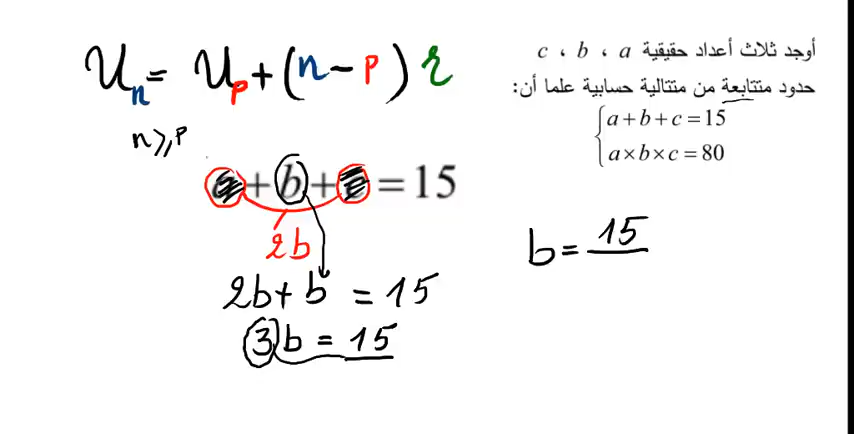 أوجد ثلاث أعداد حقيقية a ، b ، c
حدود متتابعة من متتالية حسابية علما أن:
a + b + c = 15
a × b × c = 80
Un = Up + (n - p) r
n ⩾ p
a + b + c = 15
2b
2b + b = 15
3b = 15
b = 15